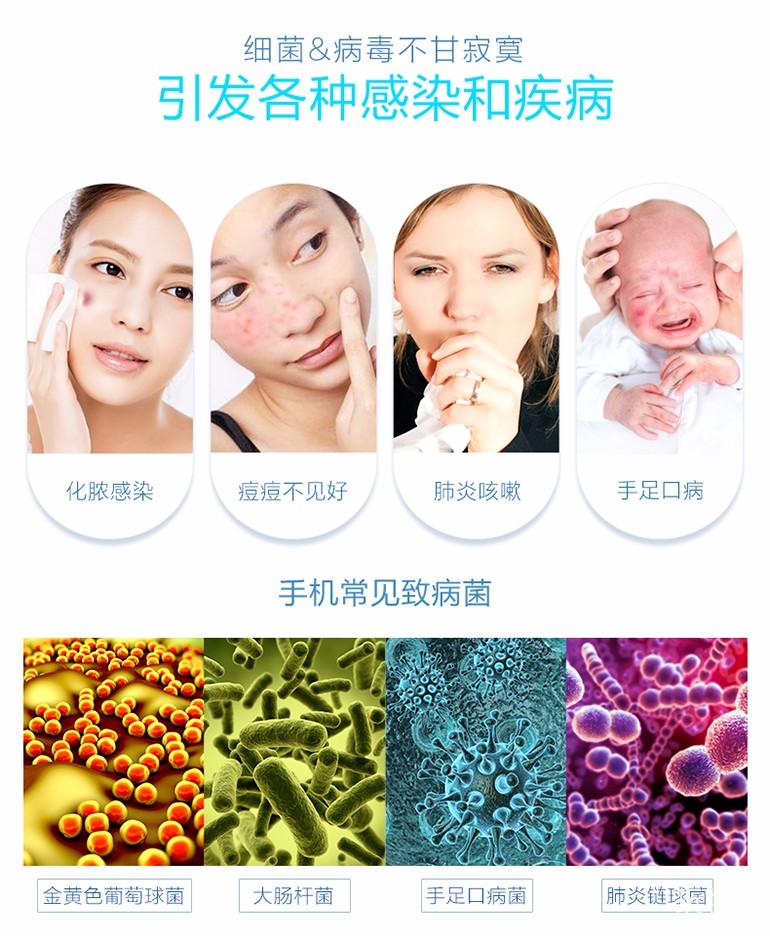 细菌&病毒不甘寂寞
引发各种感染和疾病
化脓感染
痘痘不见好
肺炎咳嗽
手足口病
手机常见致病菌
金黄色葡萄球菌
大肠杆菌
手足口病菌
肺炎链球菌